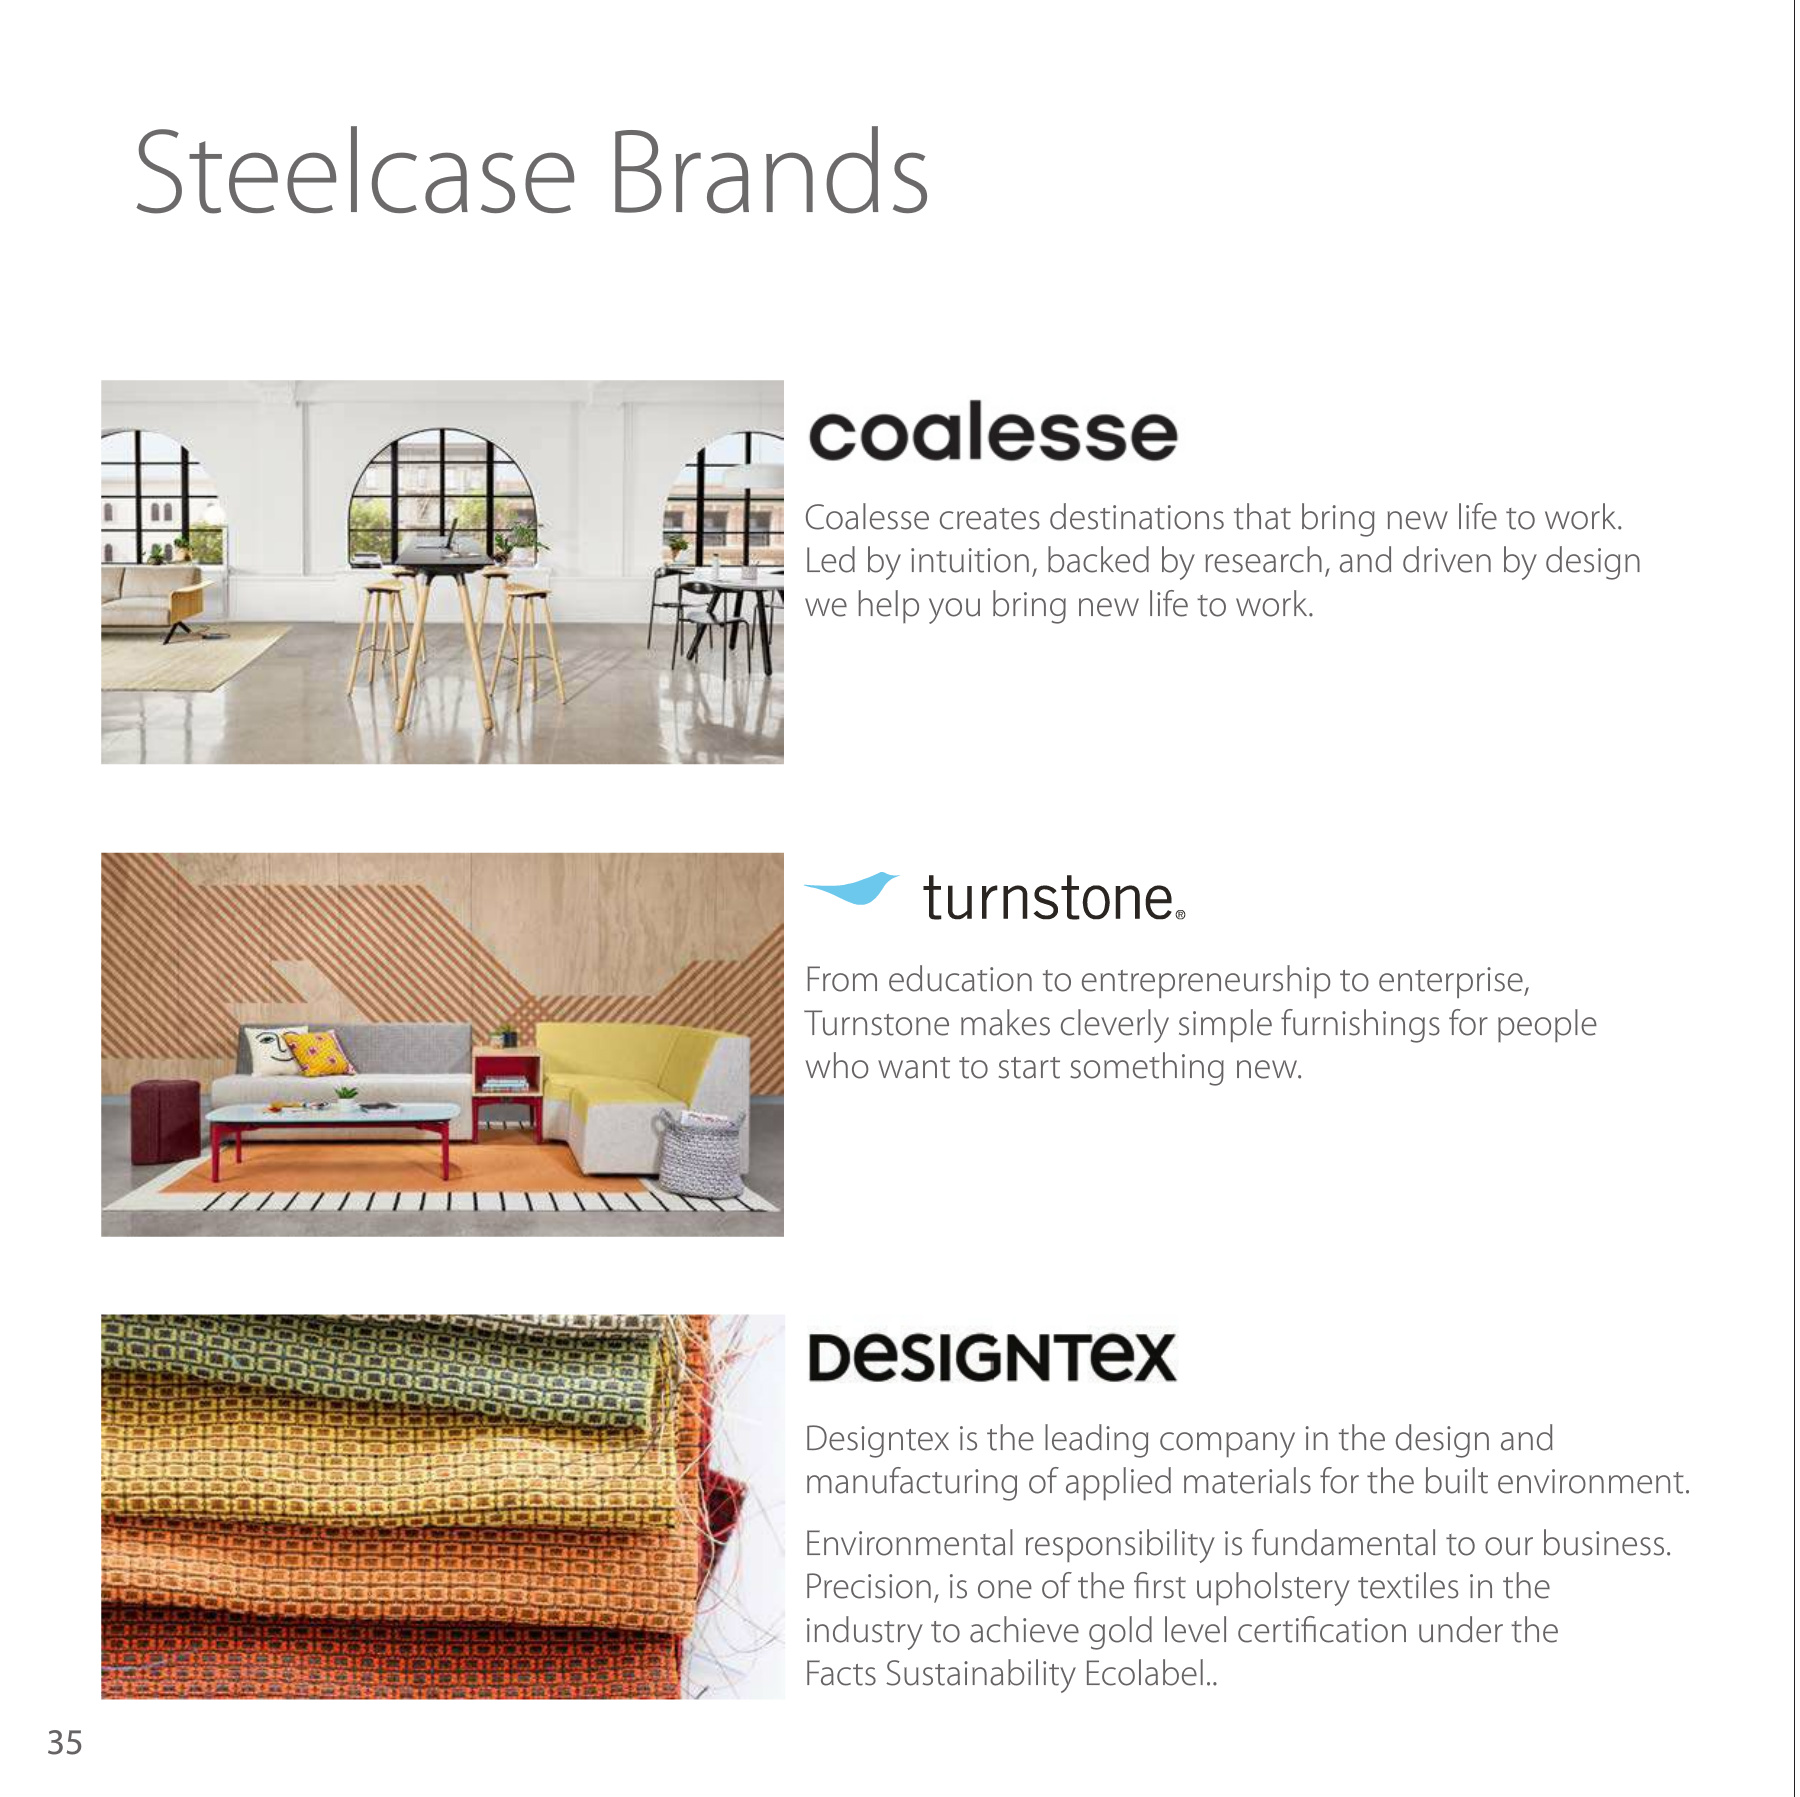 Steelcase Brands
coalesse
Coalesse creates destinations that bring new life to work.
Led by intuition, backed by research, and driven by design
we help you bring new life to work.
turnstone®
From education to entrepreneurship to enterprise,
Turnstone makes cleverly simple furnishings for people
who want to start something new.
DeSIGNTeX
Designtex is the leading company in the design and
manufacturing of applied materials for the built environment.
Environmental responsibility is fundamental to our business.
Precision, is one of the first upholstery textiles in the
industry to achieve gold level certification under the
Facts Sustainability Ecolabel..
35